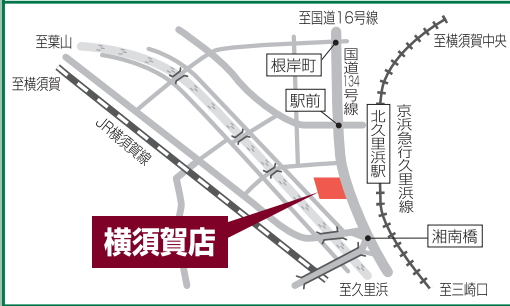 至国道16号線
至葉山
至横須賀中央
根岸町
国道134号線
至横須賀
駅前
北久里浜駅
京浜急行久里浜線
JR横須賀線
横須賀店
湘南橋
至久里浜
至三崎口